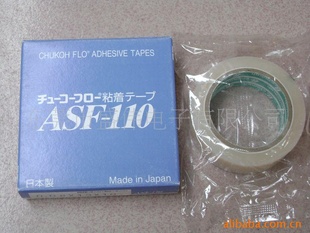 CHUKOH FLO™ ADHESIVE TAPES
チューコーフロー粘着テープ
ASF-110
日本製 Made in Japan